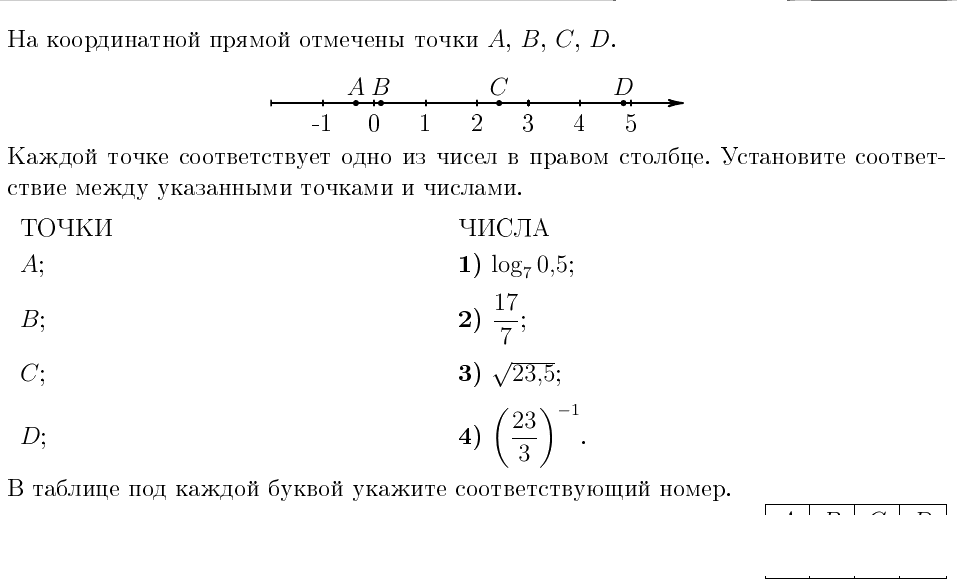 На координатной прямой отмечены точки A, B, C, D.
A B C D
-1 0 1 2 3 4 5
Каждой точке соответствует одно из чисел в правом столбце. Установите соответ-
ствие между указанными точками и числами.
ТОЧКИ ЧИСЛА
A; 1) log₇ 0,5;
B; 2) 17/7;
C; 3) √23,5;
D; 4) (23/3)⁻¹.
В таблице под каждой буквой укажите соответствующий номер.